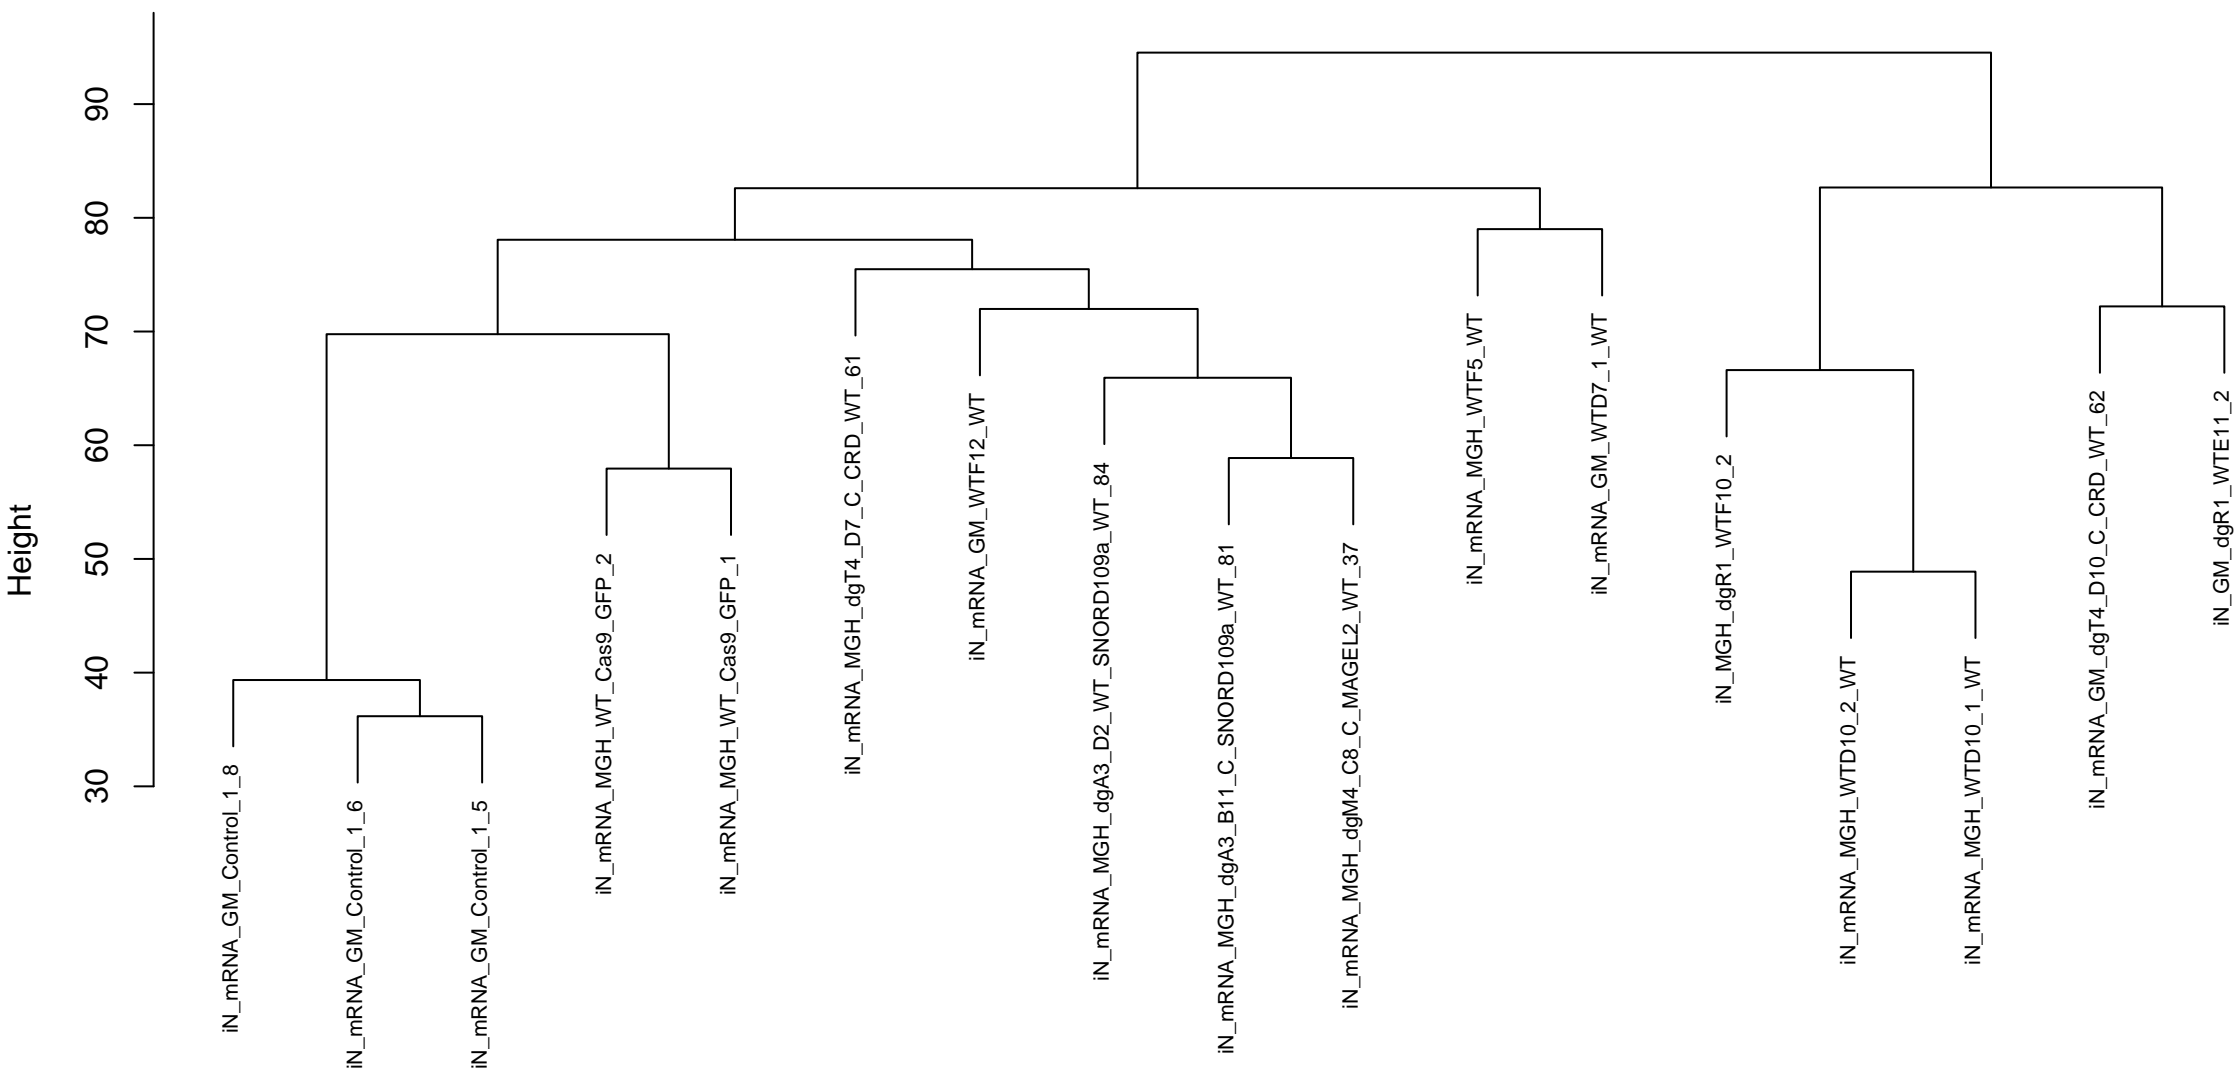 Height
90
80
70
60
50
40
30
iN_mRNA_GM_Control_1_8
iN_mRNA_GM_Control_1_6
iN_mRNA_GM_Control_1_5
iN_mRNA_MGH_WT_Cas9_GFP_2
iN_mRNA_MGH_WT_Cas9_GFP_1
iN_mRNA_MGH_dgT4_D7_C_CRD_WT_61
iN_mRNA_GM_WTF12_WT
iN_mRNA_MGH_dgA3_D2_WT_SNORD109a_WT_84
iN_mRNA_MGH_dgA3_B11_C_SNORD109a_WT_81
iN_mRNA_MGH_dgM4_C8_C_MAGEL2_WT_37
iN_mRNA_MGH_WTF5_WT
iN_mRNA_GM_WTD7_1_WT
iN_MGH_dgR1_WTF10_2
iN_mRNA_MGH_WTD10_2_WT
iN_mRNA_MGH_WTD10_1_WT
iN_mRNA_GM_dgT4_D10_C_CRD_WT_62
iN_GM_dgR1_WTE11_2